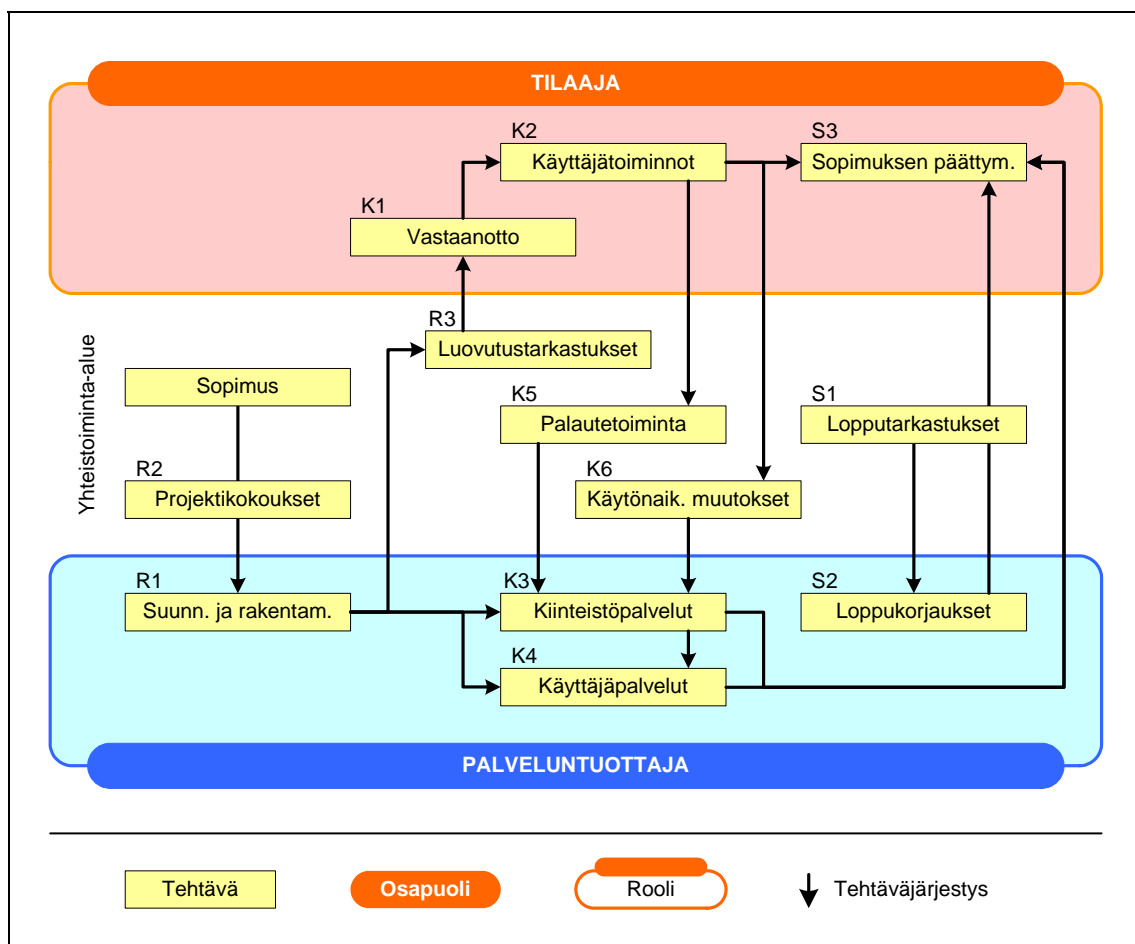 TILAAJA
K2
Käyttäjätoiminnot
S3
Sopimuksen päättym.
K1
Vastaanotto
R3
Luovutustarkastukset
Yhteistoiminta-alue
Sopimus
K5
Palautetoiminta
S1
Lopputarkastukset
R2
Projektikokoukset
K6
Käytönaik. muutokset
R1
Suunn. ja rakentam.
K3
Kiinteistöpalvelut
S2
Loppukorjaukset
K4
Käyttäjäpalvelut
PALVELUNTUOTTAJA
Tehtävä
Osapuoli
Rooli
Tehtäväjärjestys